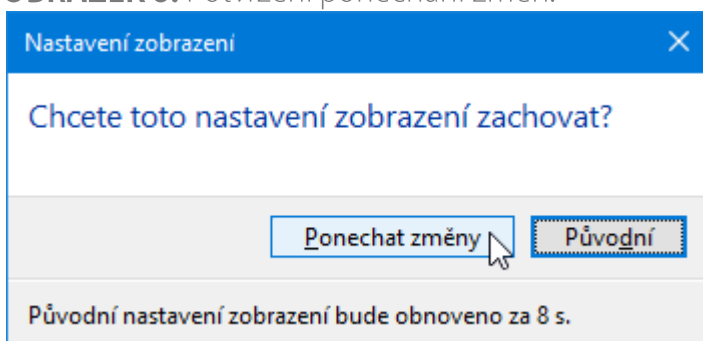 Nastavení zobrazení
Chcete toto nastavení zobrazení zachovat?
Ponechat změny
Původní
Původní nastavení zobrazení bude obnoveno za 8 s.